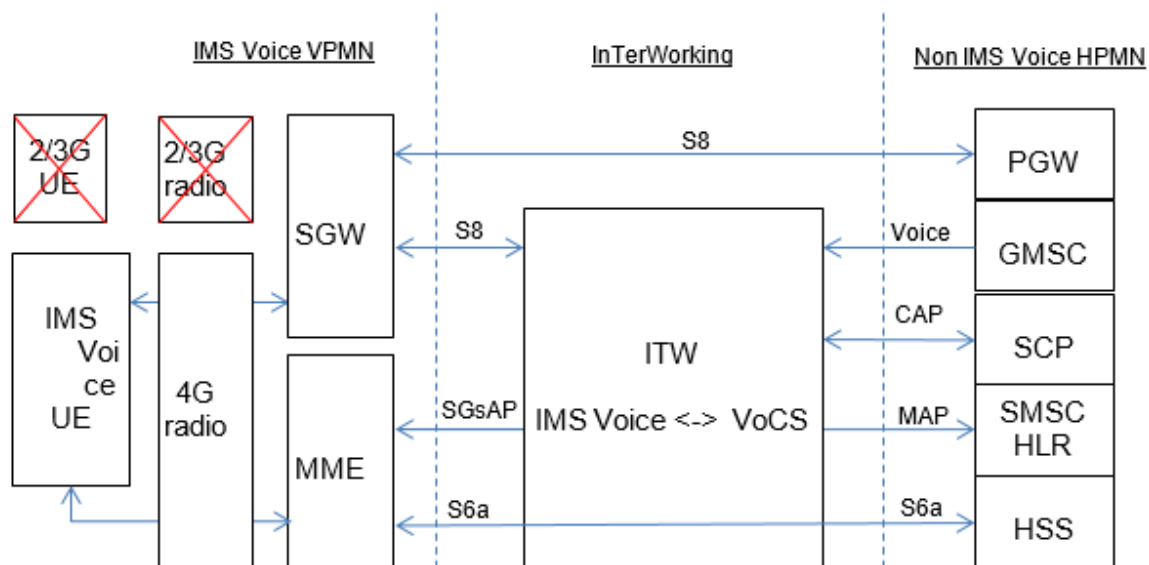 IMS Voice VPMN
InTerWorking
Non IMS Voice HPMN
2/3G
UE
2/3G
radio
SGW
S8
PGW
S8
Voice
GMSC
IMS
Voi
ce
UE
4G
radio
ITW
IMS Voice <-> VoCS
CAP
SCP
MME
SGsAP
MAP
SMSC
HLR
S6a
S6a
HSS